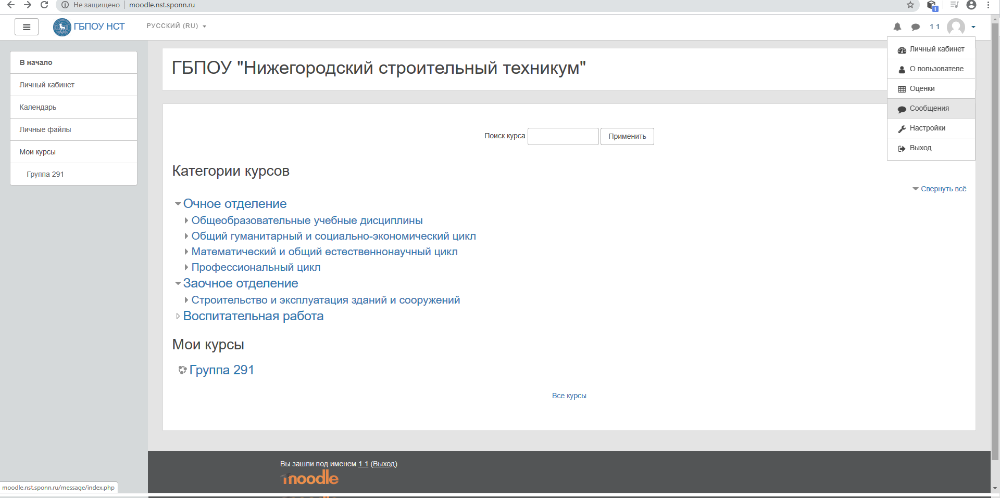 Не защищено
moodle.nst.sponn.ru
1
ГБПОУ НСТ
РУССКИЙ (RU)
1 1
В начало
Личный кабинет
Календарь
Личные файлы
Мои курсы
Группа 291
Личный кабинет
О пользователе
Оценки
Сообщения
Настройки
Выход
ГБПОУ "Нижегородский строительный техникум"
Поиск курса
Применить
Категории курсов
Свернуть всё
Очное отделение
Общеобразовательные учебные дисциплины
Общий гуманитарный и социально-экономический цикл
Математический и общий естественнонаучный цикл
Профессиональный цикл
Заочное отделение
Строительство и эксплуатация зданий и сооружений
Воспитательная работа
Мои курсы
Группа 291
Все курсы
Вы зашли под именем 1 1 (Выход)
moodle
moodle.nst.sponn.ru/message/index.php